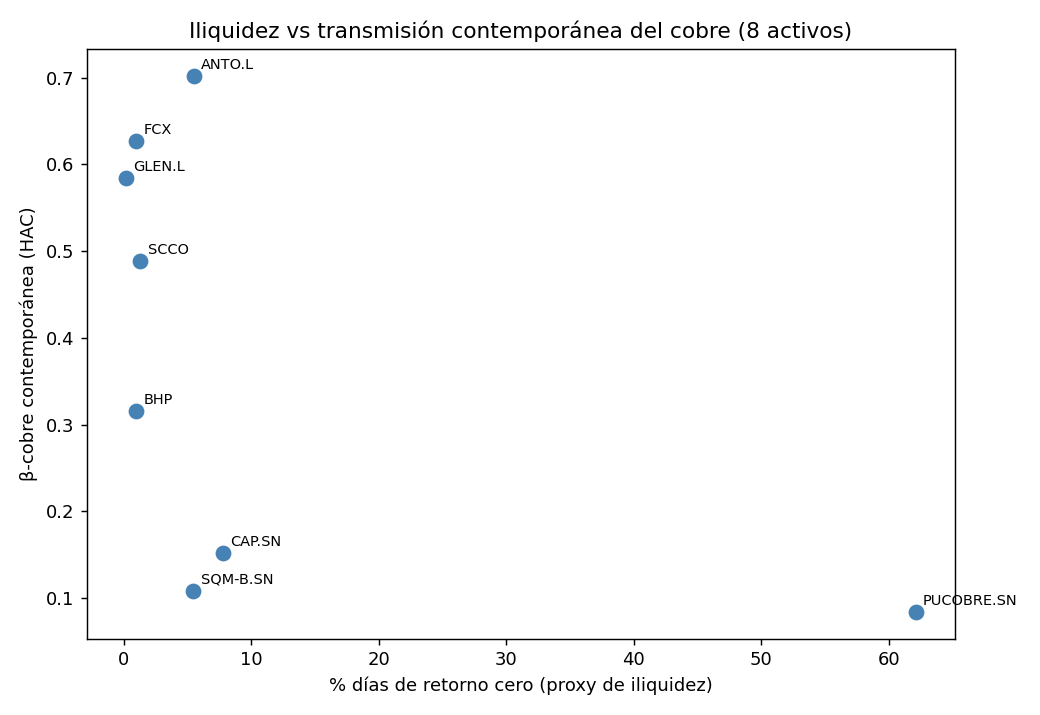 Iliquidez vs transmisión contemporánea del cobre (8 activos)
β-cobre contemporánea (HAC)
0.7
0.6
0.5
0.4
0.3
0.2
0.1
ANTO.L
FCX
GLEN.L
SCCO
BHP
CAP.SN
SQM-B.SN
PUCOBRE.SN
0 10 20 30 40 50 60
% días de retorno cero (proxy de iliquidez)